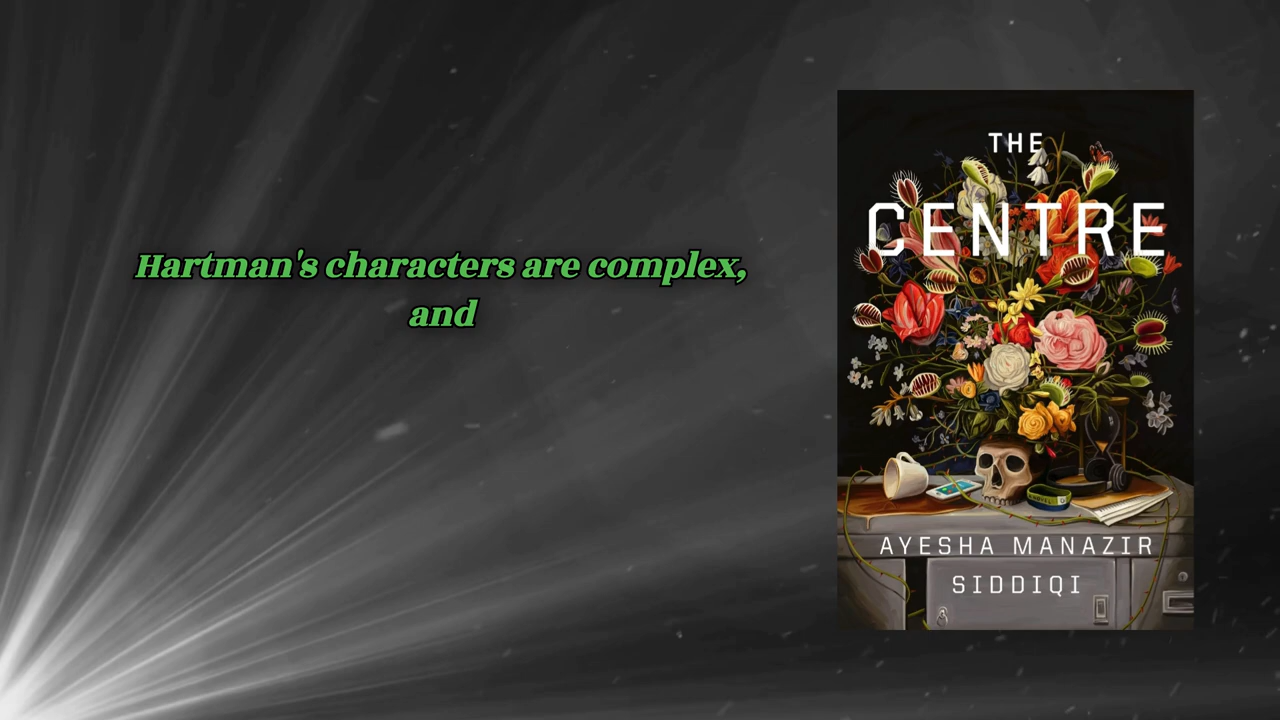 Hartman's characters are complex,
and
THE
CENTRE
AYESHA MANAZIR
SIDDIQI